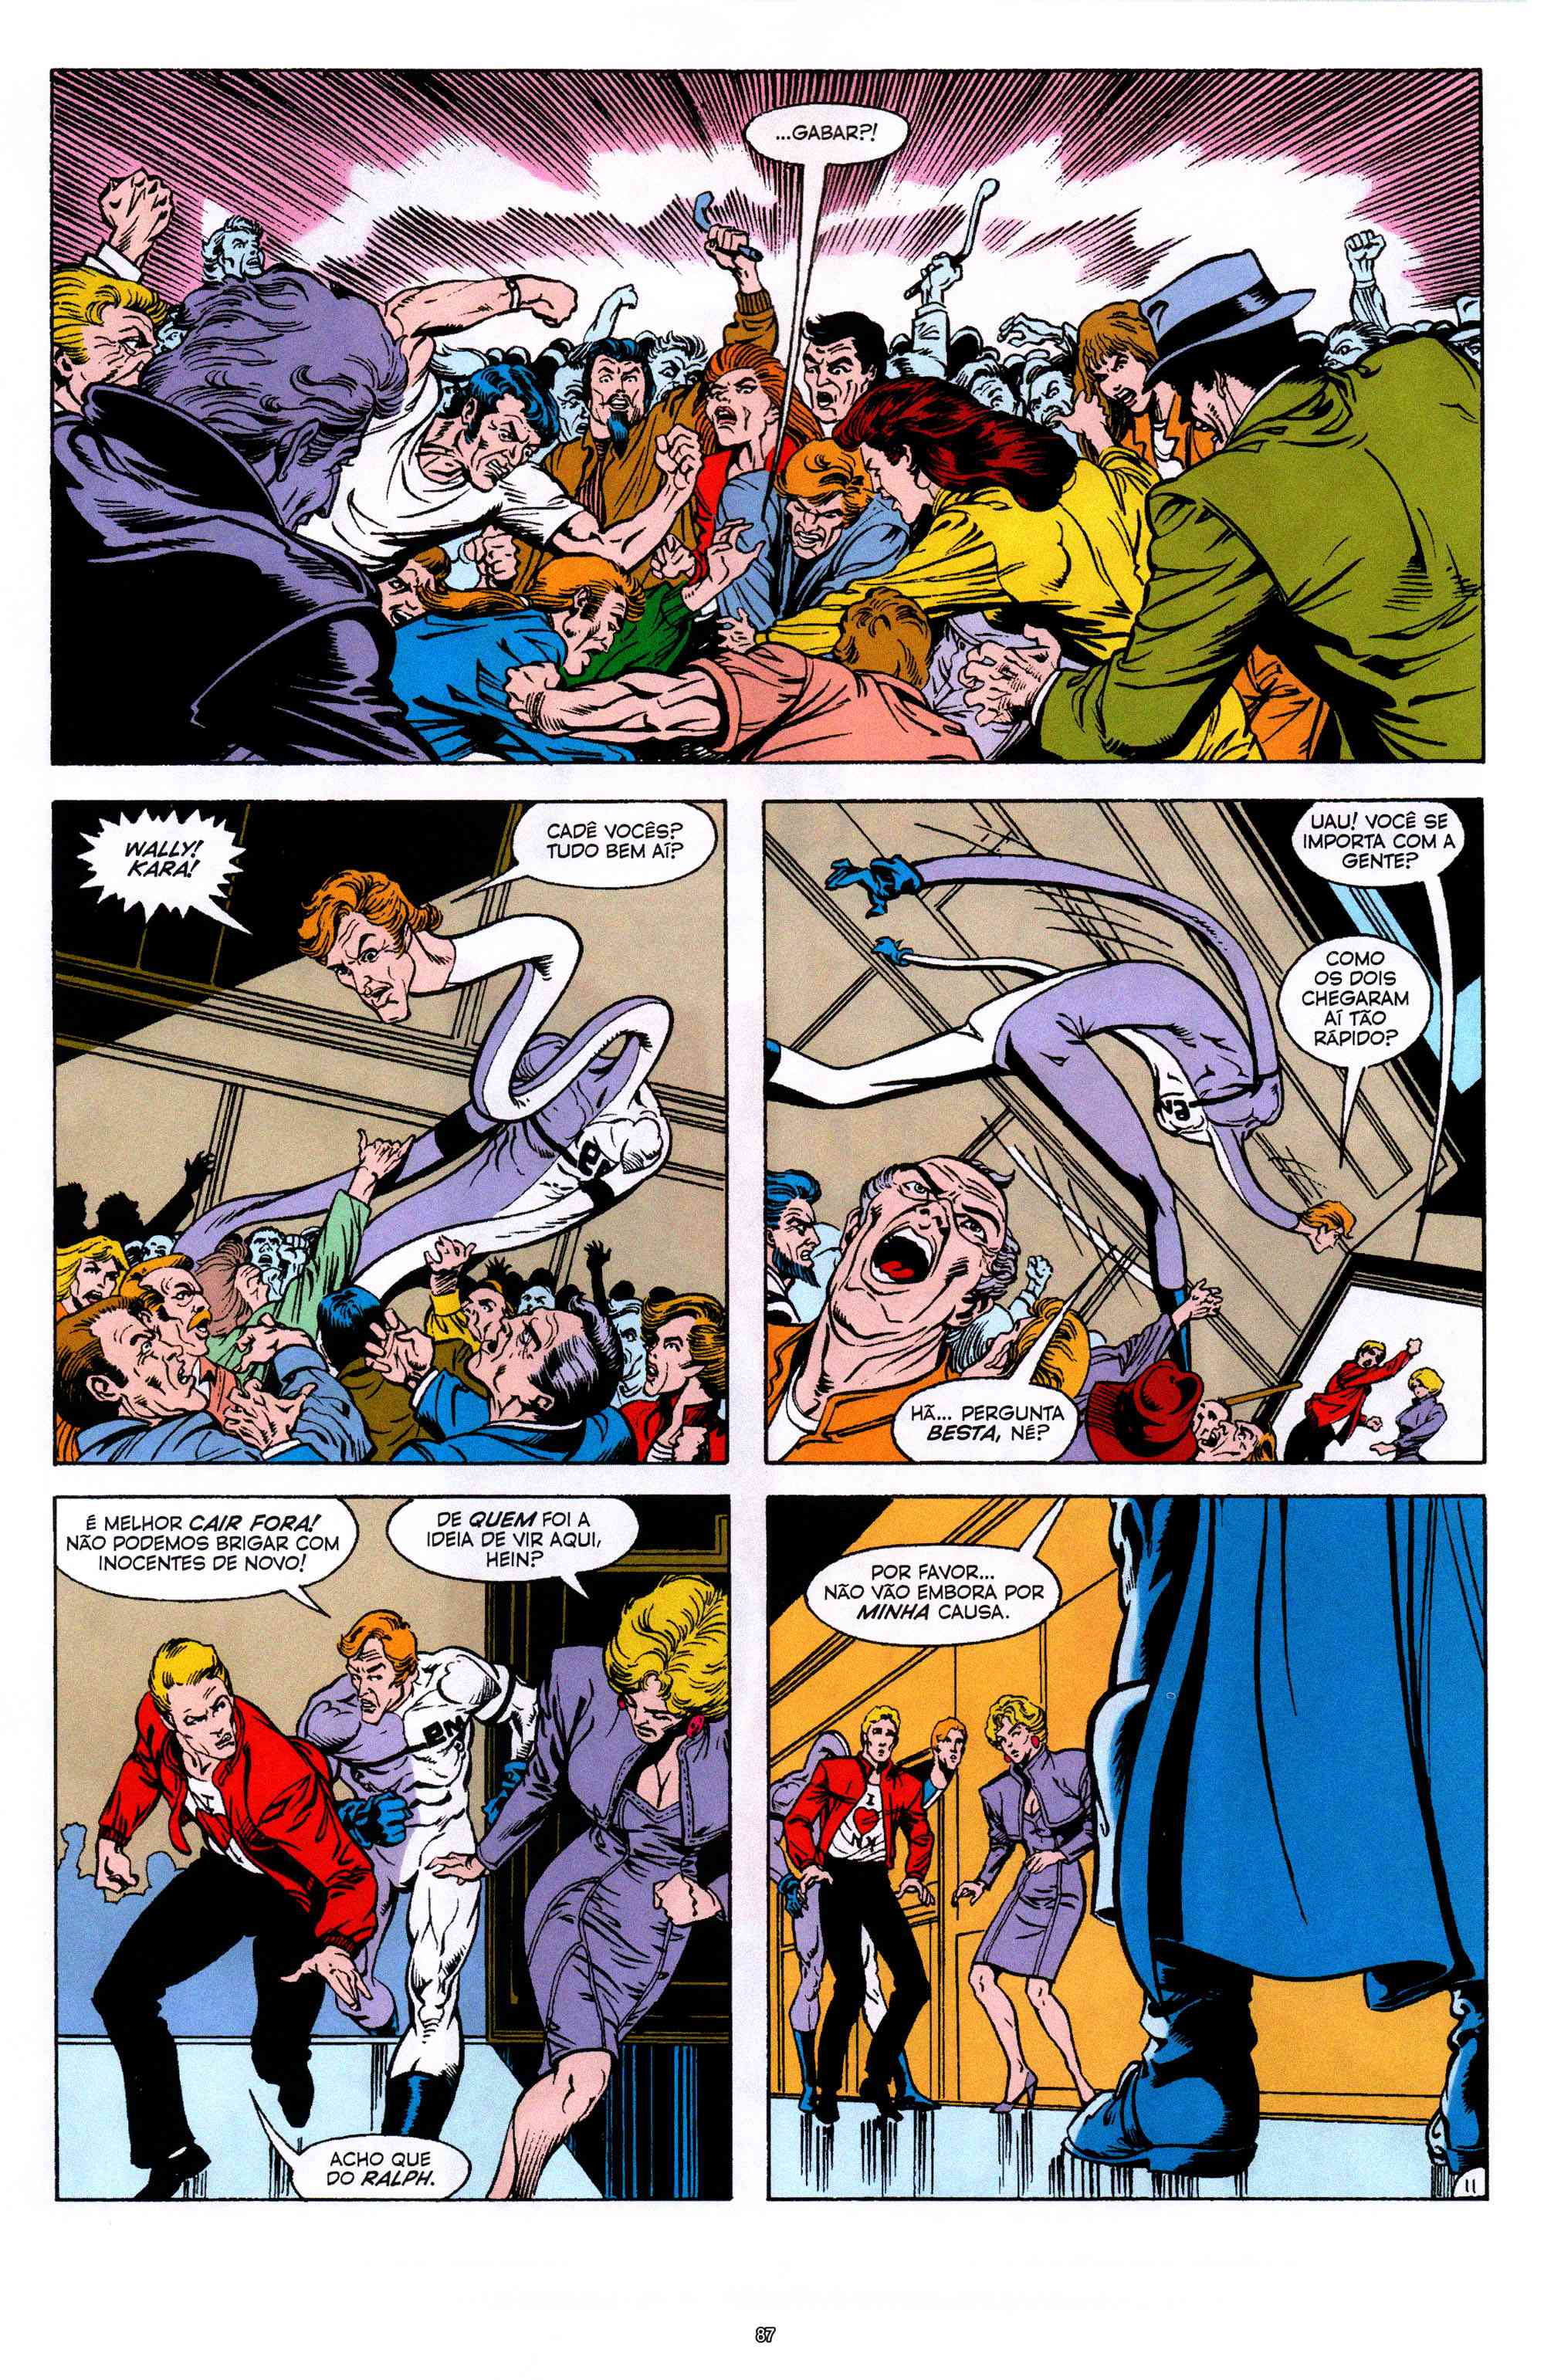 ...GABAR?!
WALLY!
KARA!
CADÊ VOCÊS?
TUDO BEM AÍ?
UAU! VOCÊ SE
IMPORTA COM A
GENTE?
COMO
OS DOIS
CHEGARAM
AÍ TÃO
RÁPIDO?
HÃ... PERGUNTA
BESTA, NÉ?
É MELHOR CAIR FORA!
NÃO PODEMOS BRIGAR COM
INOCENTES DE NOVO!
DE QUEM FOI A
IDEIA DE VIR AQUI,
HEIN?
ACHO QUE
DO RALPH.
POR FAVOR...
NÃO VÃO EMBORA POR
MINHA CAUSA.
I
NY
11
87